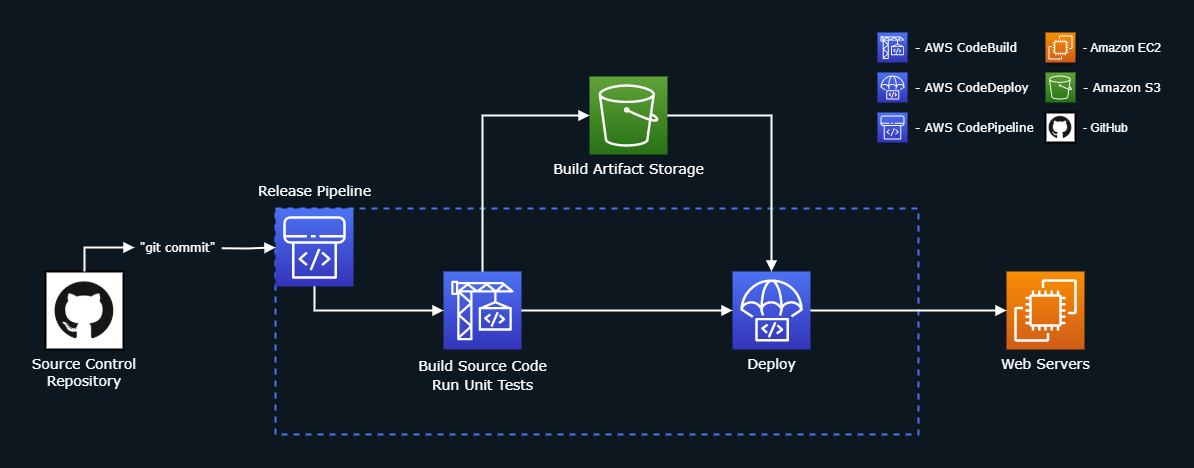 - AWS CodeBuild
- Amazon EC2
- AWS CodeDeploy
- Amazon S3
- AWS CodePipeline
- GitHub
Build Artifact Storage
Release Pipeline
"git commit"
Source Control
Repository
Build Source Code
Run Unit Tests
Deploy
Web Servers